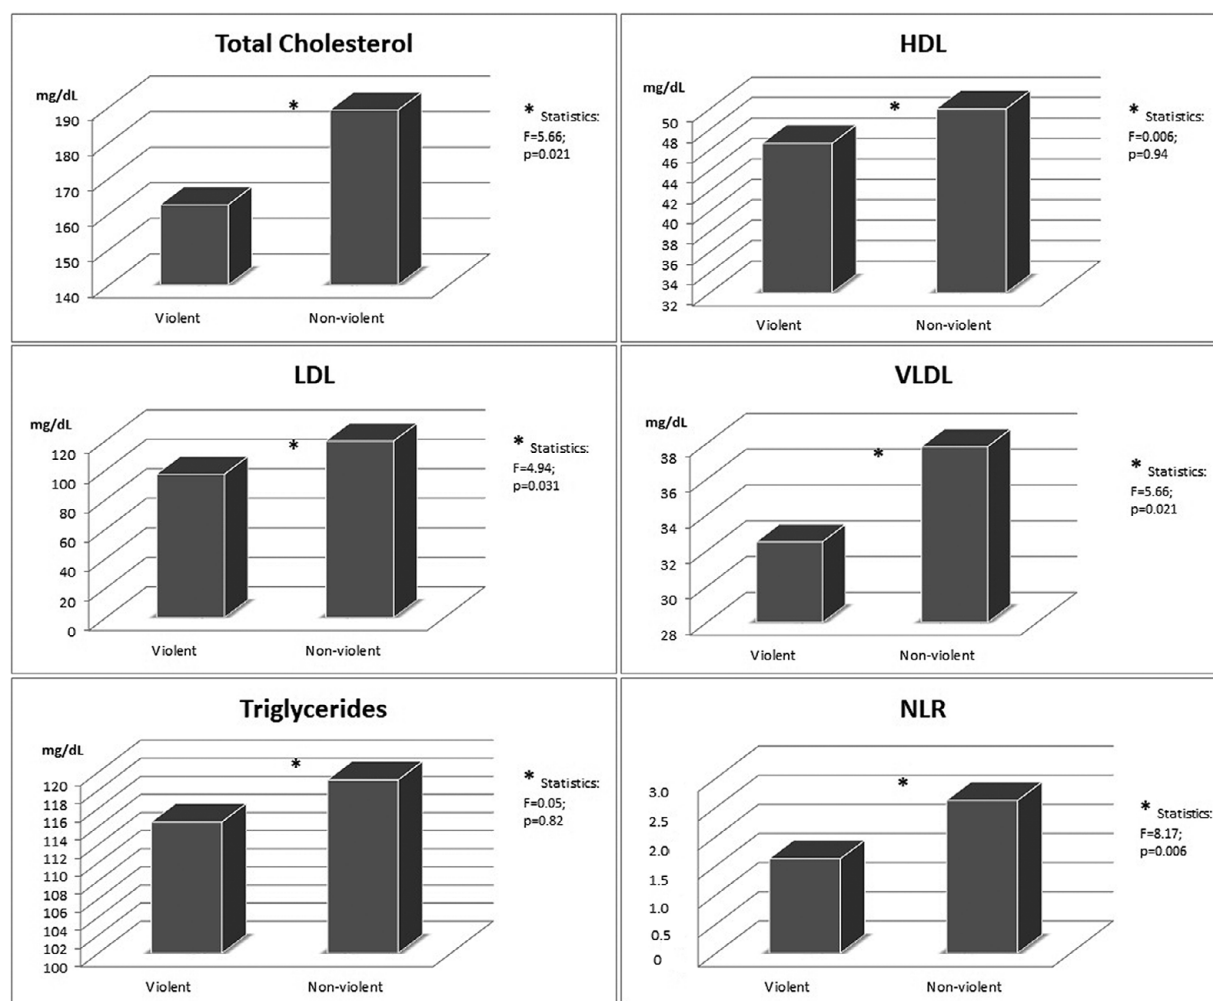 Total Cholesterol
mg/dL
190
180
170
160
150
140
*
Violent
Non-violent
* Statistics:
F=5.66;
p=0.021
HDL
mg/dL
50
48
46
44
42
40
38
36
34
32
*
Violent
Non-violent
* Statistics:
F=0.006;
p=0.94
LDL
mg/dL
120
100
80
60
40
20
0
*
Violent
Non-violent
* Statistics:
F=4.94;
p=0.031
VLDL
mg/dL
38
36
34
32
30
28
*
Violent
Non-violent
* Statistics:
F=5.66;
p=0.021
Triglycerides
mg/dL
120
118
116
114
112
110
108
106
104
102
100
*
Violent
Non-violent
* Statistics:
F=0.05;
p=0.82
NLR
3.0
2.5
2.0
1.5
1.0
0.5
0
*
Violent
Non-violent
* Statistics:
F=8.17;
p=0.006